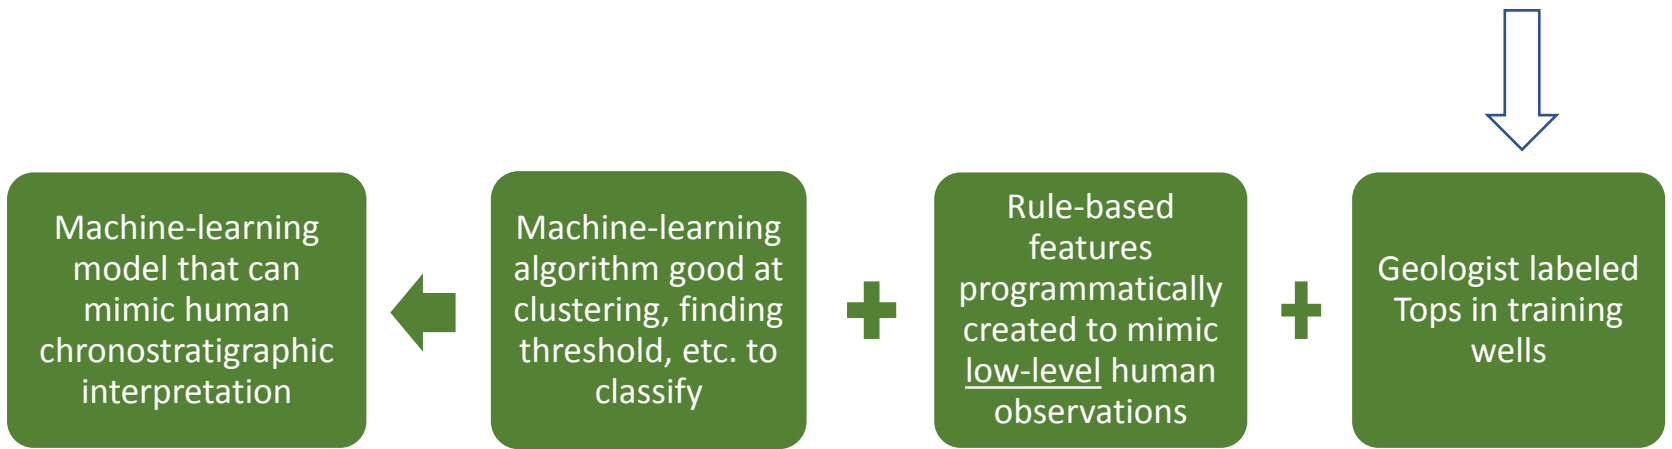 Machine-learning
model that can
mimic human
chronostratigraphic
interpretation
Machine-learning
algorithm good at
clustering, finding
threshold, etc. to
classify
Rule-based
features
programmatically
created to mimic
low-level human
observations
Geologist labeled
Tops in training
wells